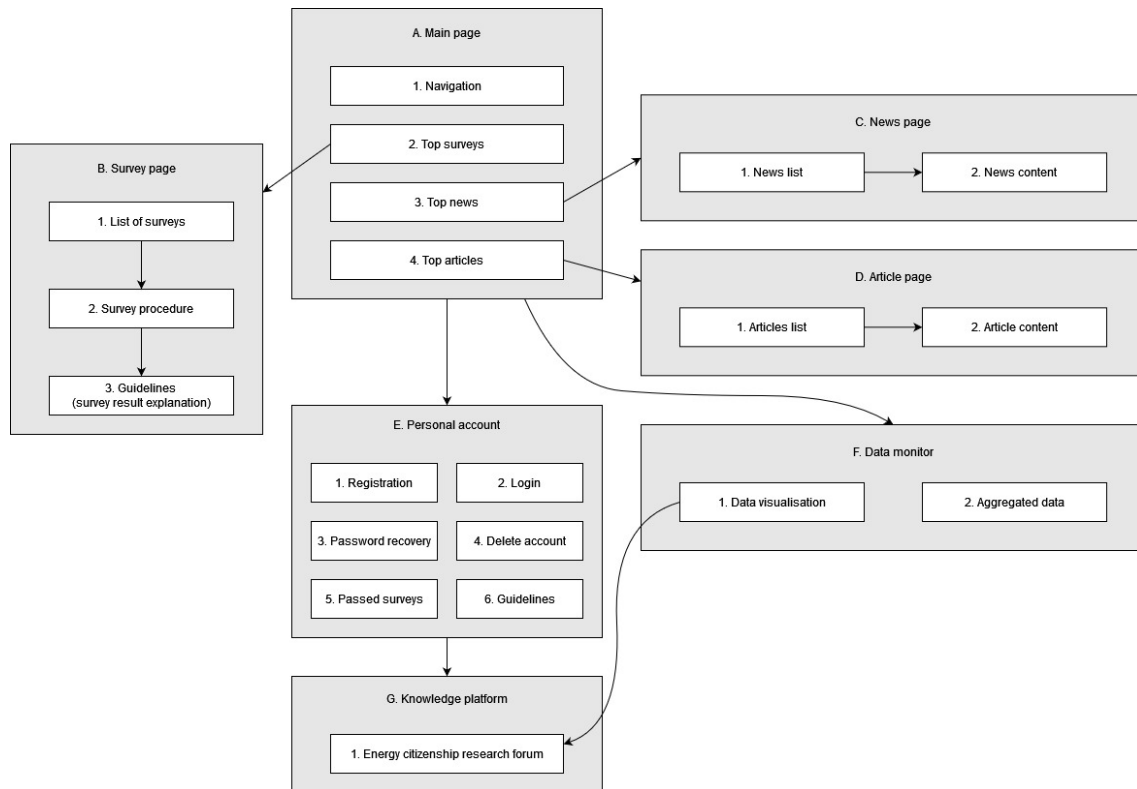 A. Main page
1. Navigation
2. Top surveys
3. Top news
4. Top articles
B. Survey page
1. List of surveys
2. Survey procedure
3. Guidelines
(survey result explanation)
C. News page
1. News list
2. News content
D. Article page
1. Articles list
2. Article content
E. Personal account
1. Registration
2. Login
3. Password recovery
4. Delete account
5. Passed surveys
6. Guidelines
F. Data monitor
1. Data visualisation
2. Aggregated data
G. Knowledge platform
1. Energy citizenship research forum